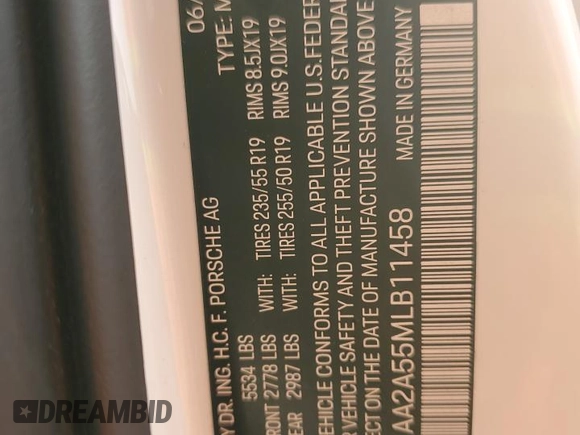 06/
Y DR. ING. H.C. F. PORSCHE AG TYPE: M
5534 LBS
FRONT 2778 LBS WITH: TIRES 235/55 R19 RIMS 8.5JX19
EAR 2987 LBS WITH: TIRES 255/50 R19 RIMS 9.0JX19
VEHICLE CONFORMS TO ALL APPLICABLE U.S. FEDER
R VEHICLE SAFETY AND THEFT PREVENTION STANDAR
ECT ON THE DATE OF MANUFACTURE SHOWN ABOVE
AA2A55MLB11458 MADE IN GERMANY
DREAMBID